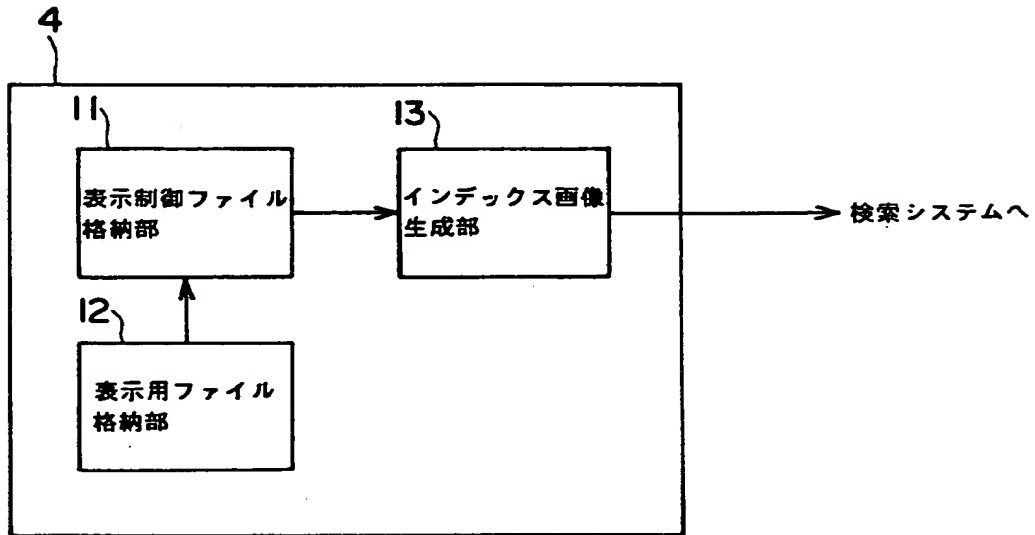 4
11
表示制御ファイル
格納部
13
インデックス画像
生成部
検索システムへ
12
表示用ファイル
格納部